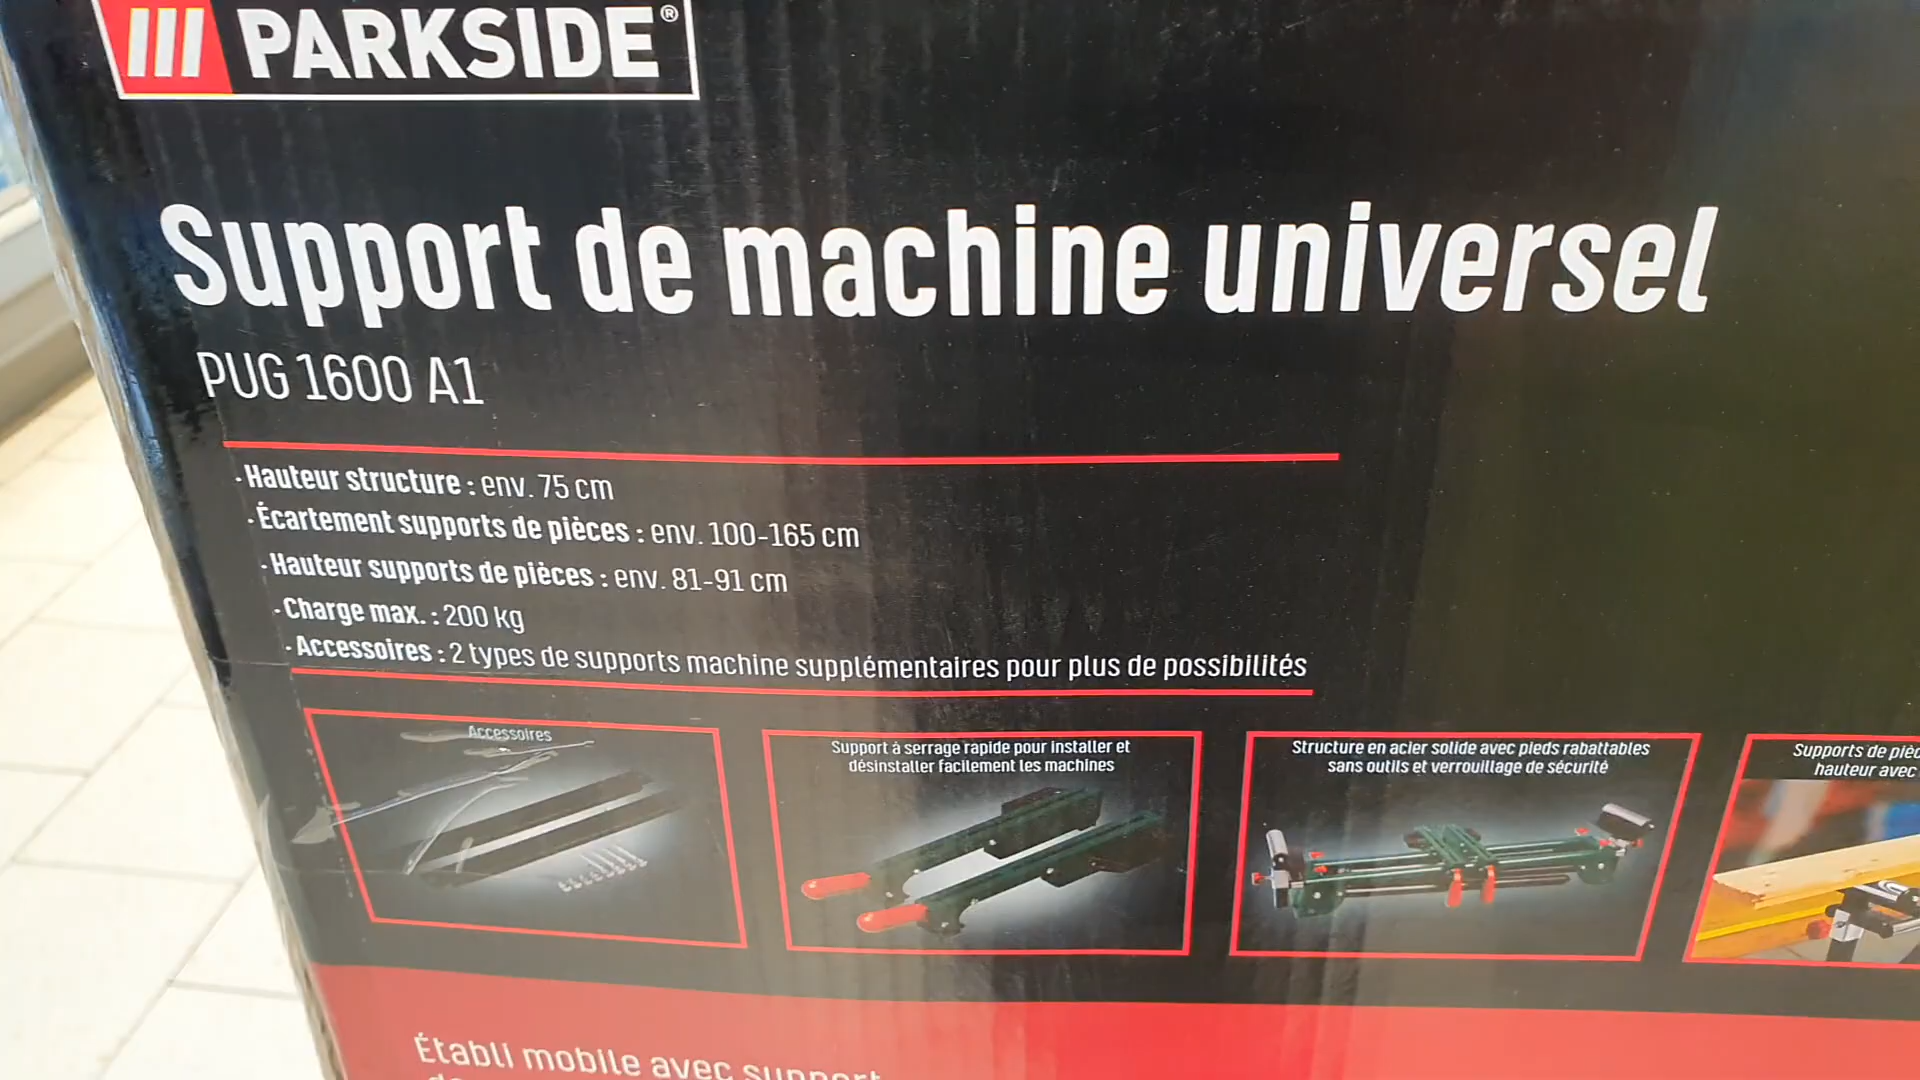 PARKSIDE®
Support de machine universel
PUG 1600 A1
· Hauteur structure : env. 75 cm
· Écartement supports de pièces : env. 100-165 cm
· Hauteur supports de pièces : env. 81-91 cm
· Charge max. : 200 kg
· Accessoires : 2 types de supports machine supplémentaires pour plus de possibilités
Accessoires
Support à serrage rapide pour installer et
désinstaller facilement les machines
Structure en acier solide avec pieds rabattables
sans outils et verrouillage de sécurité
Supports de
hauteur avec
Établi mobile avec support